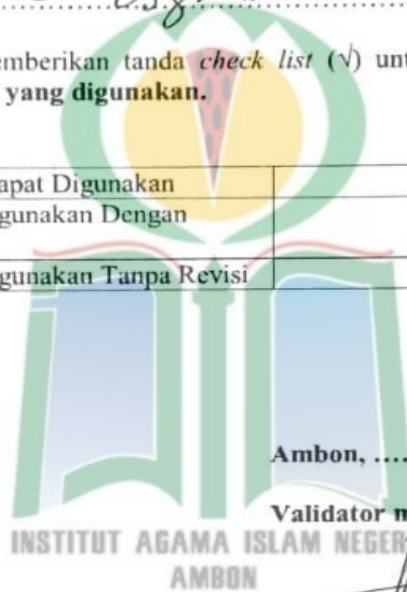 emberikan tanda check list (√) unt
yang digunakan.
apat Digunakan
gunakan Dengan
gunakan Tanpa Revisi
Ambon, ....
Validator m
INSTITUT AGAMA ISLAM NEGER
AMBON